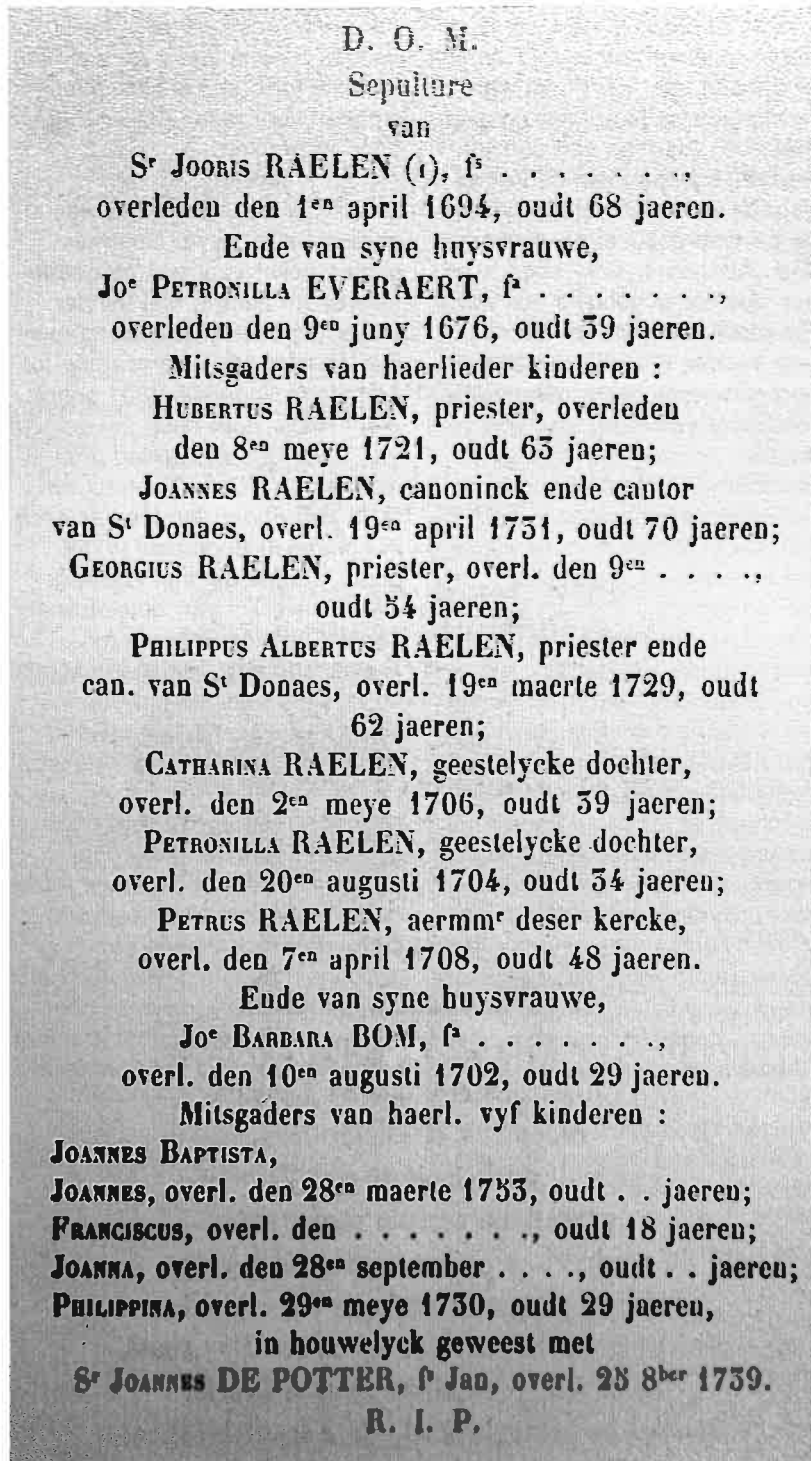 D. O. M.
Sepulture
van
Sʳ Jooris RAELEN (1), fˢ . . . . . . .,
overleden den 1ᵉⁿ april 1694, oudt 68 jaeren.
Ende van syne huysvrauwe,
Joᵉ Petronilla EVERAERT, fᵃ . . . . . . .,
overleden den 9ᵉⁿ juny 1676, oudt 39 jaeren.
Mitsgaders van haerlieder kinderen :
Hubertus RAELEN, priester, overleden
den 8ᵉⁿ meye 1721, oudt 63 jaeren;
Joannes RAELEN, canoninck ende cantor
van Sᵗ Donaes, overl. 19ᵉⁿ april 1731, oudt 70 jaeren;
Georgius RAELEN, priester, overl. den 9ᵉⁿ . . . .,
oudt 54 jaeren;
Philippus Albertus RAELEN, priester ende
can. van Sᵗ Donaes, overl. 19ᵉⁿ maerte 1729, oudt
62 jaeren;
Catharina RAELEN, geestelycke dochter,
overl. den 2ᵉⁿ meye 1706, oudt 39 jaeren;
Petronilla RAELEN, geestelycke dochter,
overl. den 20ᵉⁿ augusti 1704, oudt 34 jaeren;
Petrus RAELEN, aermmʳ deser kercke,
overl. den 7ᵉⁿ april 1708, oudt 48 jaeren.
Ende van syne huysvrauwe,
Joᵉ Barbara BOM, fᵃ . . . . . . .,
overl. den 10ᵉⁿ augusti 1702, oudt 29 jaeren.
Mitsgaders van haerl. vyf kinderen :
Joannes Baptista,
Joannes, overl. den 28ᵉⁿ maerte 1753, oudt . . jaeren;
Franciscus, overl. den . . . . . . ., oudt 18 jaeren;
Joanna, overl. den 28ᵉⁿ september . . . ., oudt . . jaeren;
Philippina, overl. 29ᵉⁿ meye 1730, oudt 29 jaeren,
in houwelyck geweest met
Sʳ Joannes DE POTTER, fˢ Jan, overl. 25 8ᵇᵉʳ 1739.
R. I. P.